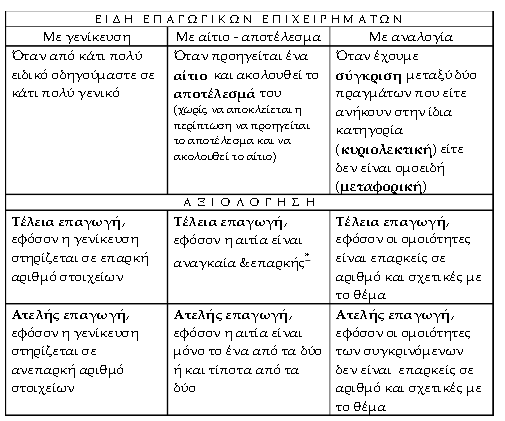 ΕΙΔΗ ΕΠΑΓΩΓΙΚΩΝ ΕΠΙΧΕΙΡΗΜΑΤΩΝ
Με γενίκευση
Όταν από κάτι πολύ
ειδικό οδηγούμαστε σε
κάτι πολύ γενικό
Με αίτιο - αποτέλεσμα
Όταν προηγείται ένα
αίτιο και ακολουθεί το
αποτέλεσμά του
(χωρίς να αποκλείεται η
περίπτωση να προηγείται
το αποτέλεσμα και να
ακολουθεί το αίτιο)
Με αναλογία
Όταν έχουμε
σύγκριση μεταξύ δύο
πραγμάτων που είτε
ανήκουν στην ίδια
κατηγορία
(κυριολεκτική) είτε
δεν είναι ομοειδή
(μεταφορική)
ΑΞΙΟΛΟΓΗΣΗ
Τέλεια επαγωγή,
εφόσον η γενίκευση
στηρίζεται σε επαρκή
αριθμό στοιχείων
Τέλεια επαγωγή,
εφόσον η αιτία είναι
αναγκαία &επαρκής*
Τέλεια επαγωγή,
εφόσον οι ομοιότητες
είναι επαρκείς σε
αριθμό και σχετικές με
το θέμα
Ατελής επαγωγή,
εφόσον η γενίκευση
στηρίζεται σε
ανεπαρκή αριθμό
στοιχείων
Ατελής επαγωγή,
εφόσον η αιτία είναι
μόνο το ένα από τα δύο
ή και τίποτα από τα
δύο
Ατελής επαγωγή,
εφόσον οι ομοιότητες
των συγκρινόμενων
δεν είναι επαρκείς σε
αριθμό και σχετικές με
το θέμα